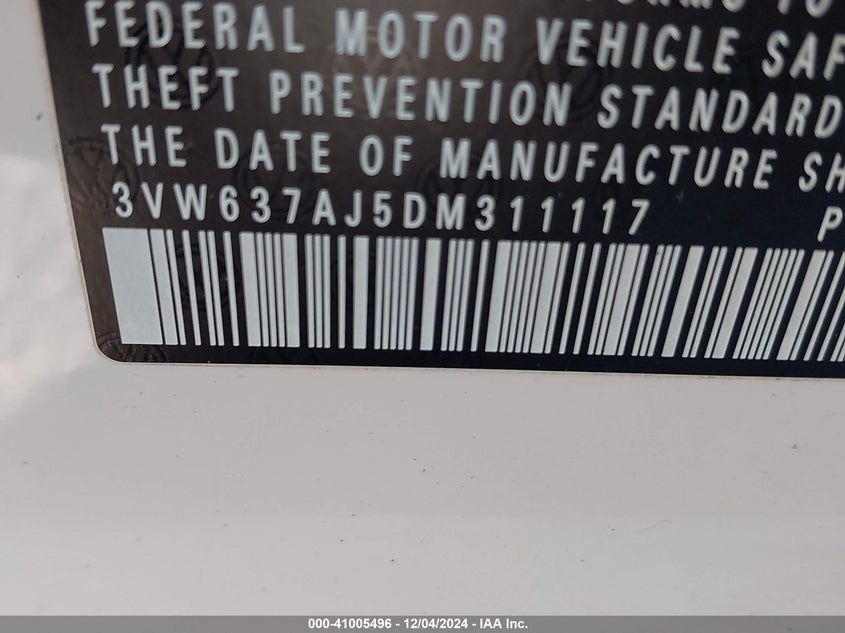 FEDERAL MOTOR VEHICLE SAF
THEFT PREVENTION STANDARD
THE DATE OF MANUFACTURE SH
3VW637AJ5DM311117 P
000-41005496 - 12/04/2024 - IAA Inc.